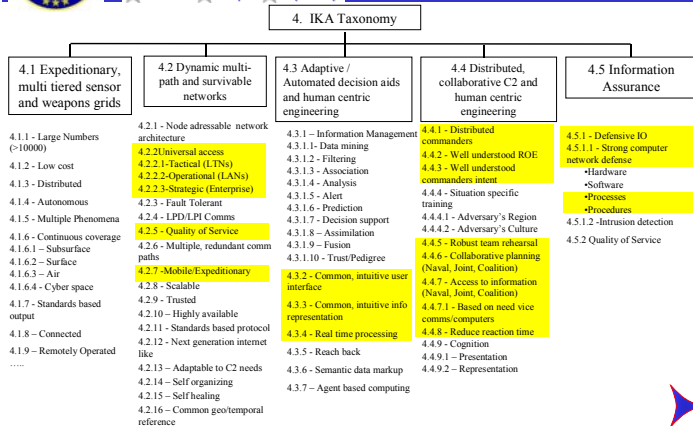 4. IKA Taxonomy
4.1 Expeditionary,
multi tiered sensor
and weapons grids
4.1.1 - Large Numbers
(>10000)
4.1.2 - Low cost
4.1.3 - Distributed
4.1.4 - Autonomous
4.1.5 - Multiple Phenomena
4.1.6 - Continuous coverage
4.1.6.1 – Subsurface
4.1.6.2 – Surface
4.1.6.3 – Air
4.1.6.4 - Cyber space
4.1.7 - Standards based
output
4.1.8 – Connected
4.1.9 – Remotely Operated
.....
4.2 Dynamic multi-
path and survivable
networks
4.2.1 - Node adressable network
architecture
4.2.2Universal access
4.2.2.1-Tactical (LTNs)
4.2.2.2-Operational (LANs)
4.2.2.3-Strategic (Enterprise)
4.2.3 - Fault Tolerant
4.2.4 - LPD/LPI Comms
4.2.5 - Quality of Service
4.2.6 - Multiple, redundant comm
paths
4.2.7 -Mobile/Expeditionary
4.2.8 - Scalable
4.2.9 - Trusted
4.2.10 – Highly available
4.2.11 - Standards based protocol
4.2.12 - Next generation internet
like
4.2.13 – Adaptable to C2 needs
4.2.14 – Self organizing
4.2.15 - Self healing
4.2.16 – Common geo/temporal
reference
4.3 Adaptive /
Automated decision aids
and human centric
engineering
4.3.1 – Information Management
4.3.1.1- Data mining
4.3.1.2 - Filtering
4.3.1.3 - Association
4.3.1.4 - Analysis
4.3.1.5 - Alert
4.3.1.6 - Prediction
4.3.1.7 - Decision support
4.3.1.8 – Assimilation
4.3.1.9 – Fusion
4.3.1.10 - Trust/Pedigree
4.3.2 - Common, intuitive user
interface
4.3.3 - Common, intuitive info
representation
4.3.4 - Real time processing
4.3.5 - Reach back
4.3.6 - Semantic data markup
4.3.7 – Agent based computing
4.4 Distributed,
collaborative C2 and
human centric
engineering
4.4.1 - Distributed
commanders
4.4.2 - Well understood ROE
4.4.3 – Well understood
commanders intent
4.4.4 - Situation specific
training
4.4.4.1 - Adversary's Region
4.4.4.2 - Adversary's Culture
4.4.5 - Robust team rehearsal
4.4.6 - Collaborative planning
(Naval, Joint, Coalition)
4.4.7 - Access to information
(Naval, Joint, Coalition)
4.4.7.1 - Based on need vice
comms/computers
4.4.8 - Reduce reaction time
4.4.9 - Cognition
4.4.9.1 – Presentation
4.4.9.2 – Representation
4.5 Information
Assurance
4.5.1 - Defensive IO
4.5.1.1 - Strong computer
network defense
•Hardware
•Software
•Processes
•Procedures
4.5.1.2 -Intrusion detection
4.5.2 Quality of Service